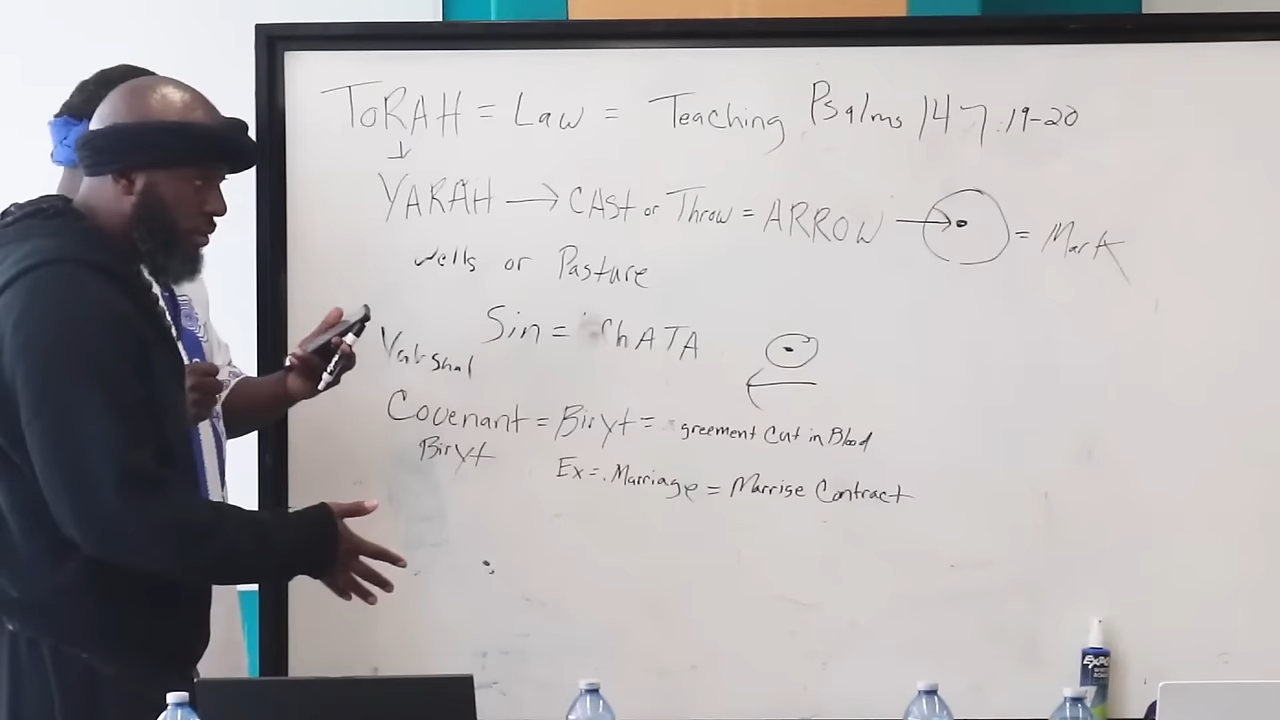 ToRAH = Law = Teaching Psalms 147:19-20
YARAH → CASt or Throw = ARROW → = Mark
wells or Pasture
Sin = ChATA
Covenant = Biryt = greement Cut in Blood
Biryt
Ex = . Marriage = Marrise Contract
EXPO